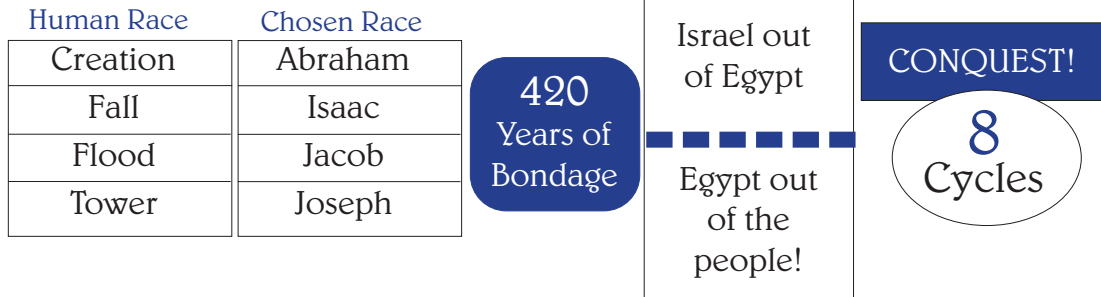 Human Race
Creation
Fall
Flood
Tower
Chosen Race
Abraham
Isaac
Jacob
Joseph
420
Years of
Bondage
Israel out
of Egypt
Egypt out
of the
people!
CONQUEST!
8
Cycles